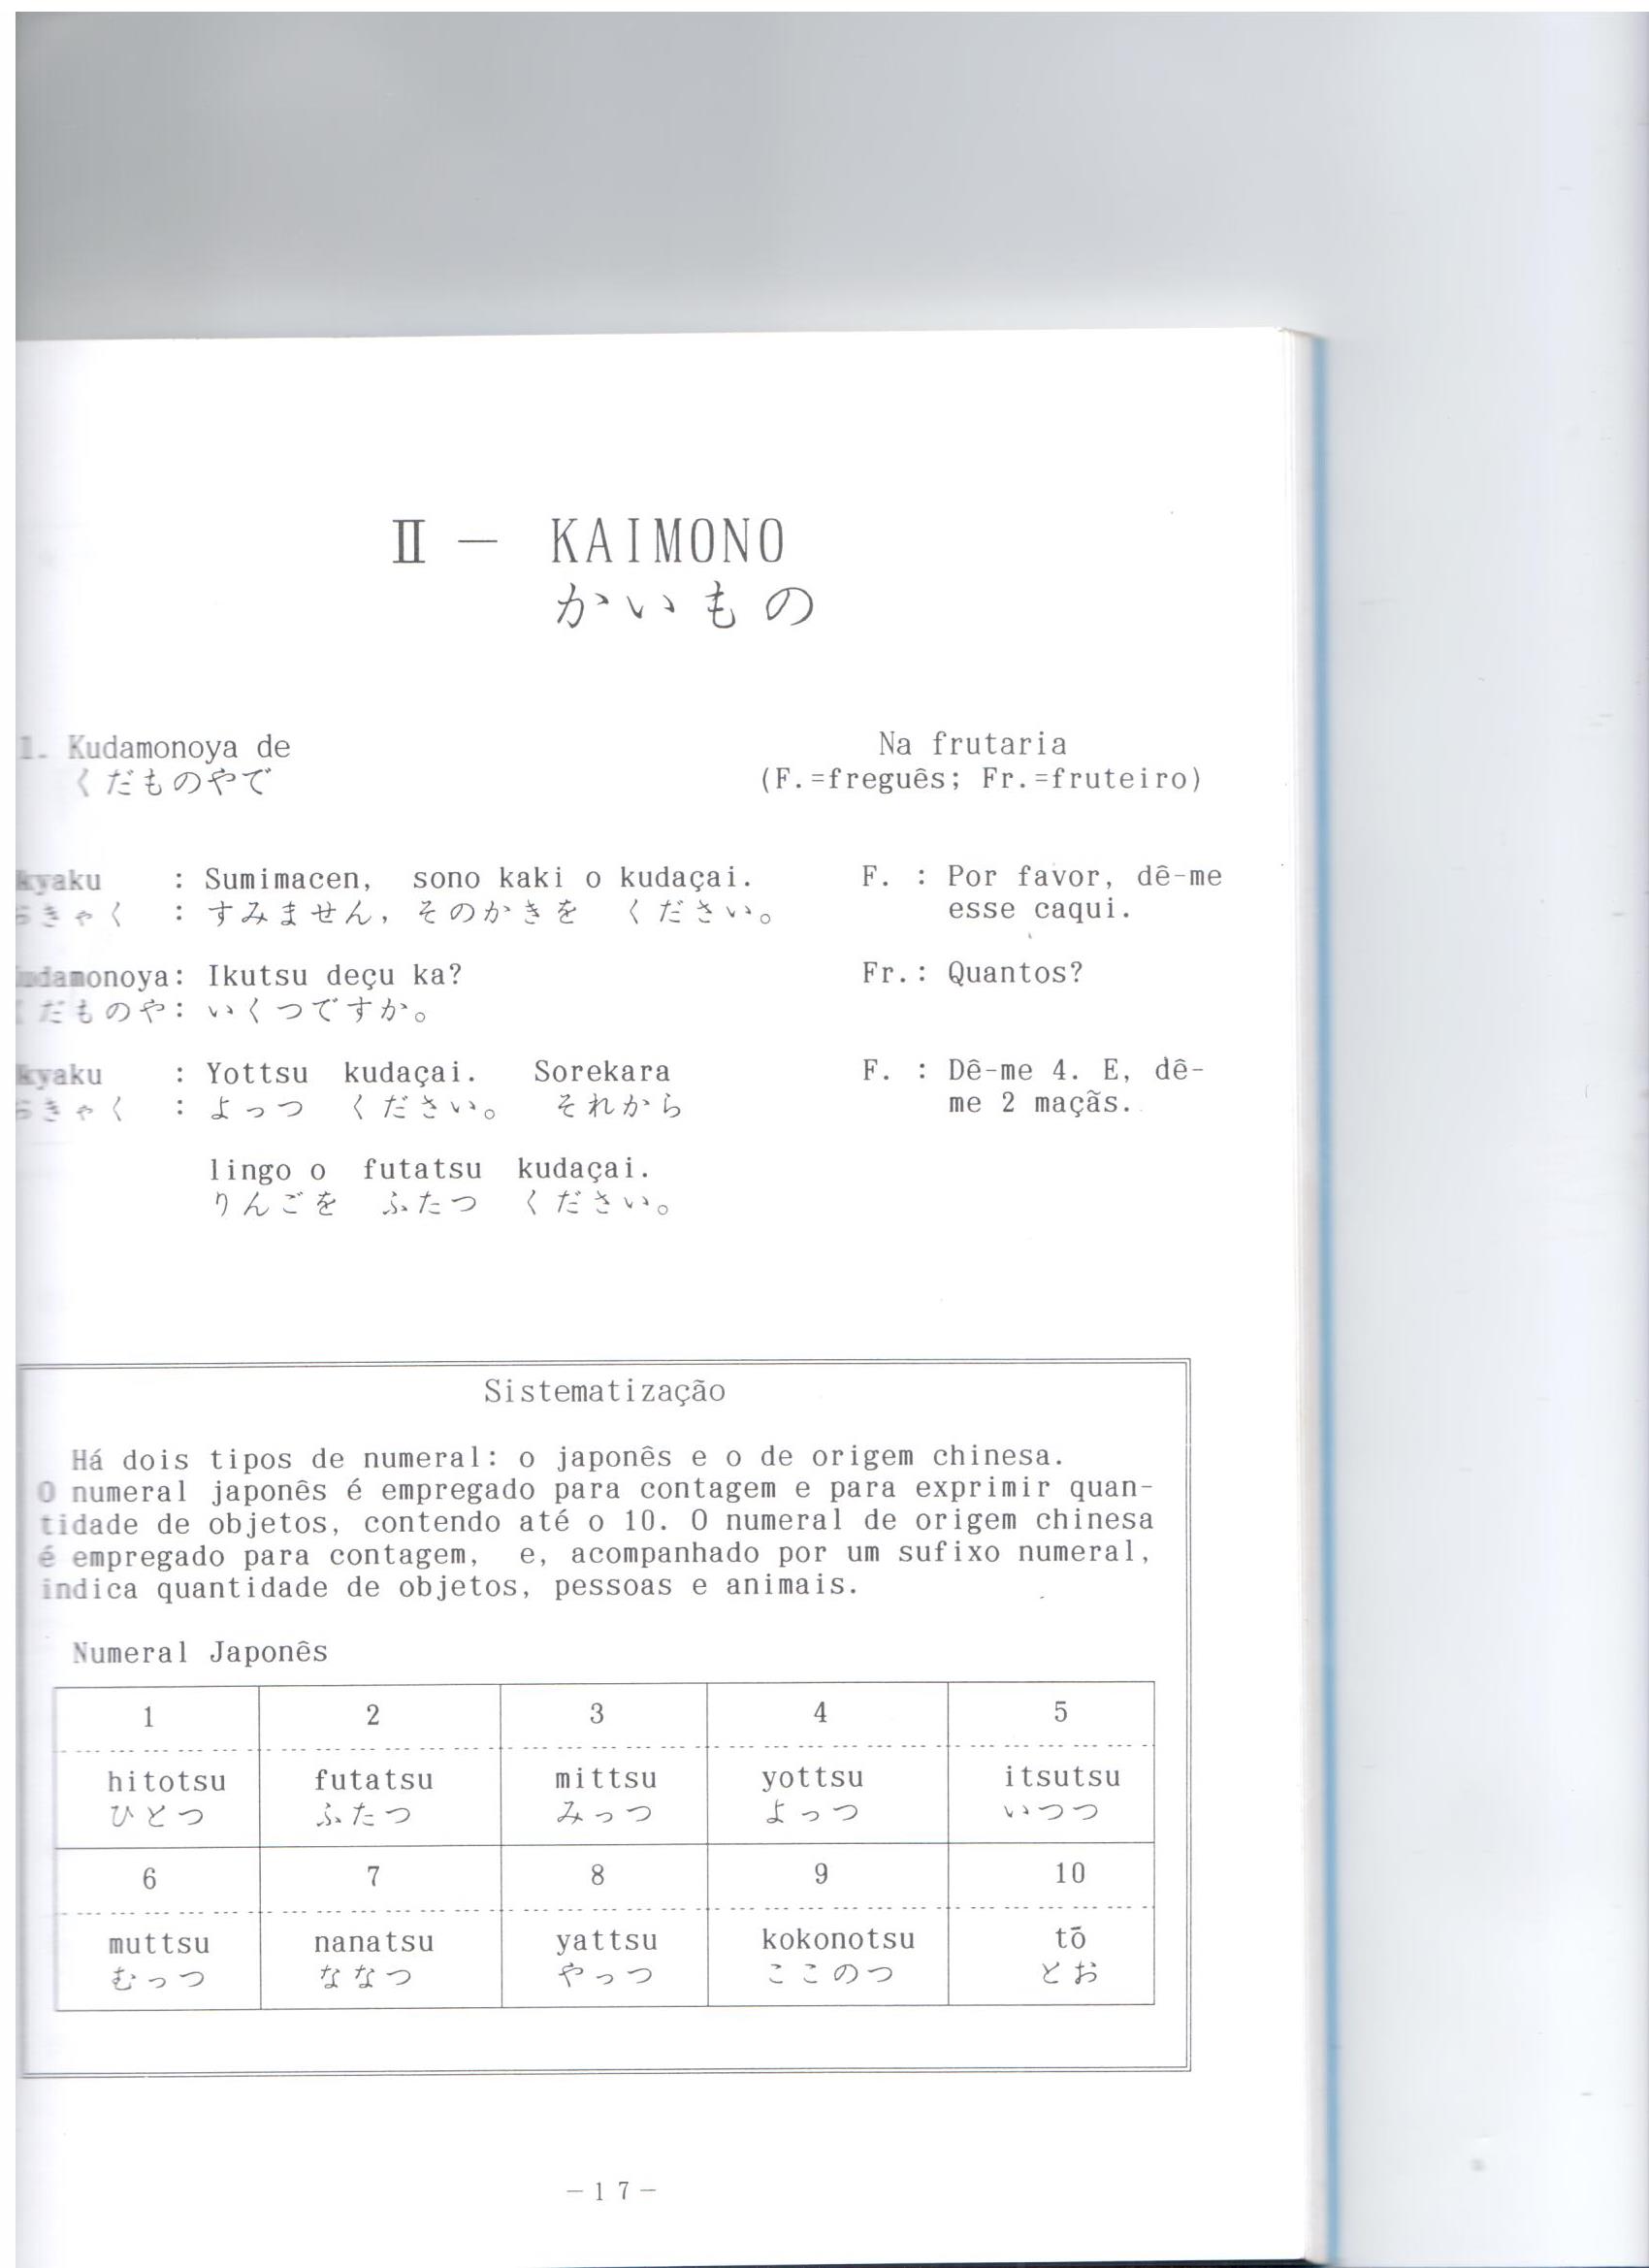 Ⅱ － KAIMONO
かいもの
1. Kudamonoya de
くだものやで
Na frutaria
(F.=freguês; Fr.=fruteiro)
kyaku : Sumimacen, sono kaki o kudaçai.
おきゃく : すみません, そのかきを ください。
F. : Por favor, dê-me
esse caqui.
Kudamonoya: Ikutsu deçu ka?
くだものや: いくつですか。
Fr.: Quantos?
kyaku : Yottsu kudaçai. Sorekara
おきゃく : よっつ ください。 それから
lingo o futatsu kudaçai.
りんごを ふたつ ください。
F. : Dê-me 4. E, dê-
me 2 maçãs.
Sistematização
Há dois tipos de numeral: o japonês e o de origem chinesa.
O numeral japonês é empregado para contagem e para exprimir quan-
tidade de objetos, contendo até o 10. O numeral de origem chinesa
é empregado para contagem, e, acompanhado por um sufixo numeral,
indica quantidade de objetos, pessoas e animais.
Numeral Japonês
1 2 3 4 5
hitotsu futatsu mittsu yottsu itsutsu
ひとつ ふたつ みっつ よっつ いつつ
6 7 8 9 10
muttsu nanatsu yattsu kokonotsu tō
むっつ ななつ やっつ ここのつ とお
－17－